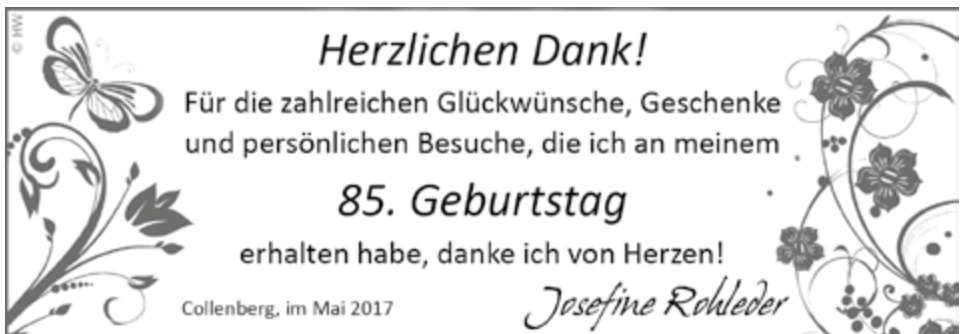 © HW
Herzlichen Dank!
Für die zahlreichen Glückwünsche, Geschenke
und persönlichen Besuche, die ich an meinem
85. Geburtstag
erhalten habe, danke ich von Herzen!
Collenberg, im Mai 2017
Josefine Rohleder